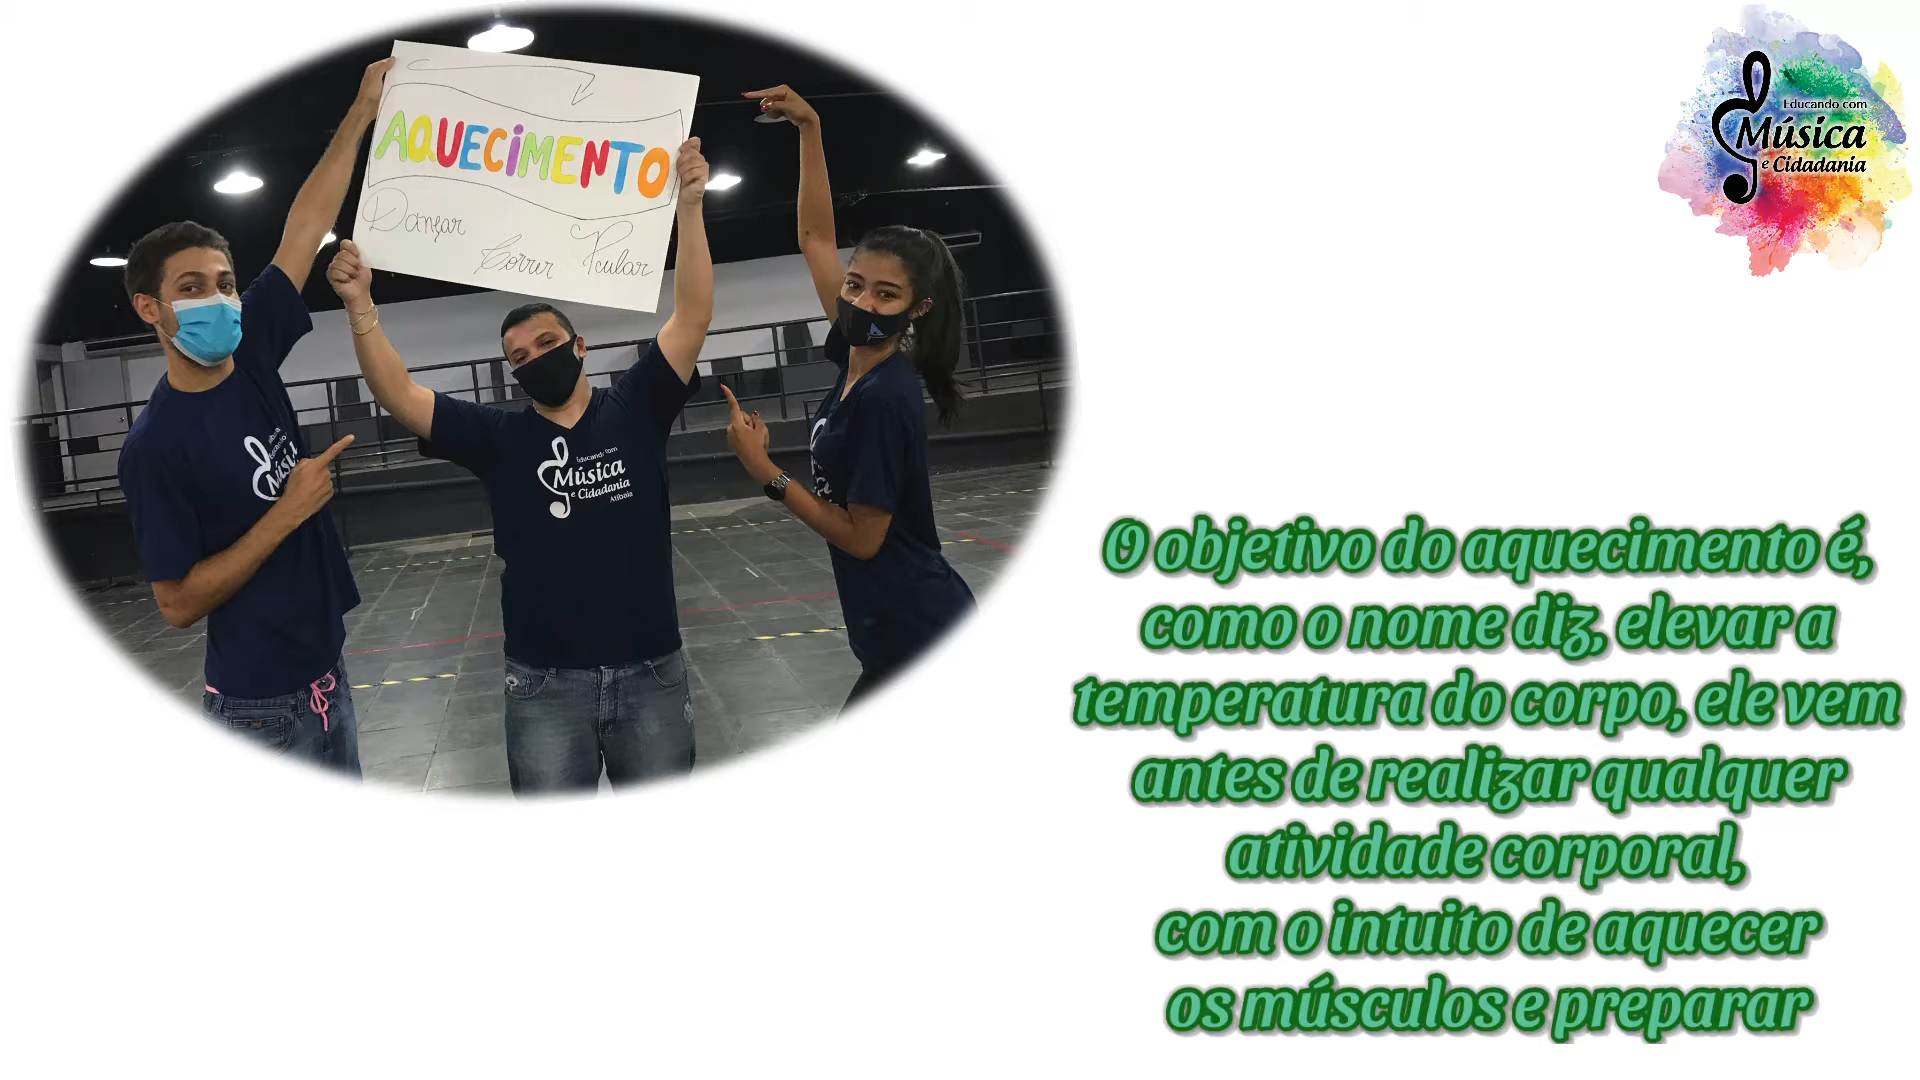 AQUECIMENTO
Dançar
Correr
Pular
Educando com
Música
e Cidadania
Educando com
Música
e Cidadania
Atibaia
O objetivo do aquecimento é,
como o nome diz, elevar a
temperatura do corpo, ele vem
antes de realizar qualquer
atividade corporal,
com o intuito de aquecer
os músculos e preparar